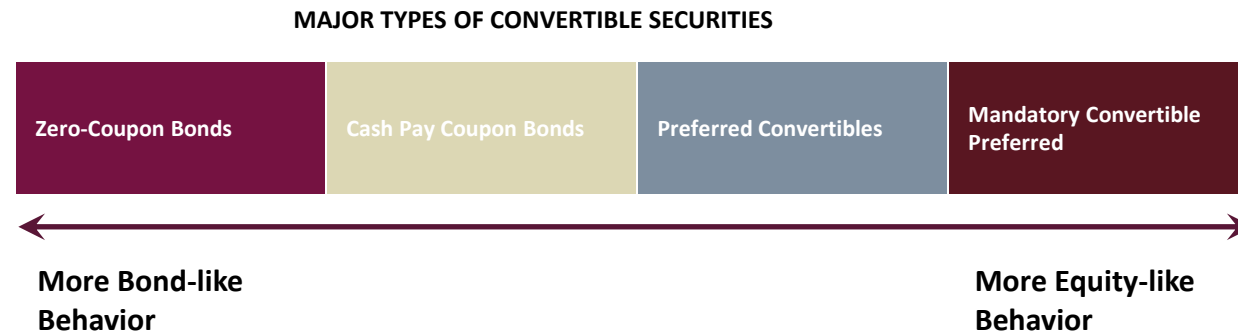 MAJOR TYPES OF CONVERTIBLE SECURITIES
Zero-Coupon Bonds
Cash Pay Coupon Bonds
Preferred Convertibles
Mandatory Convertible
Preferred
More Bond-like
Behavior
More Equity-like
Behavior